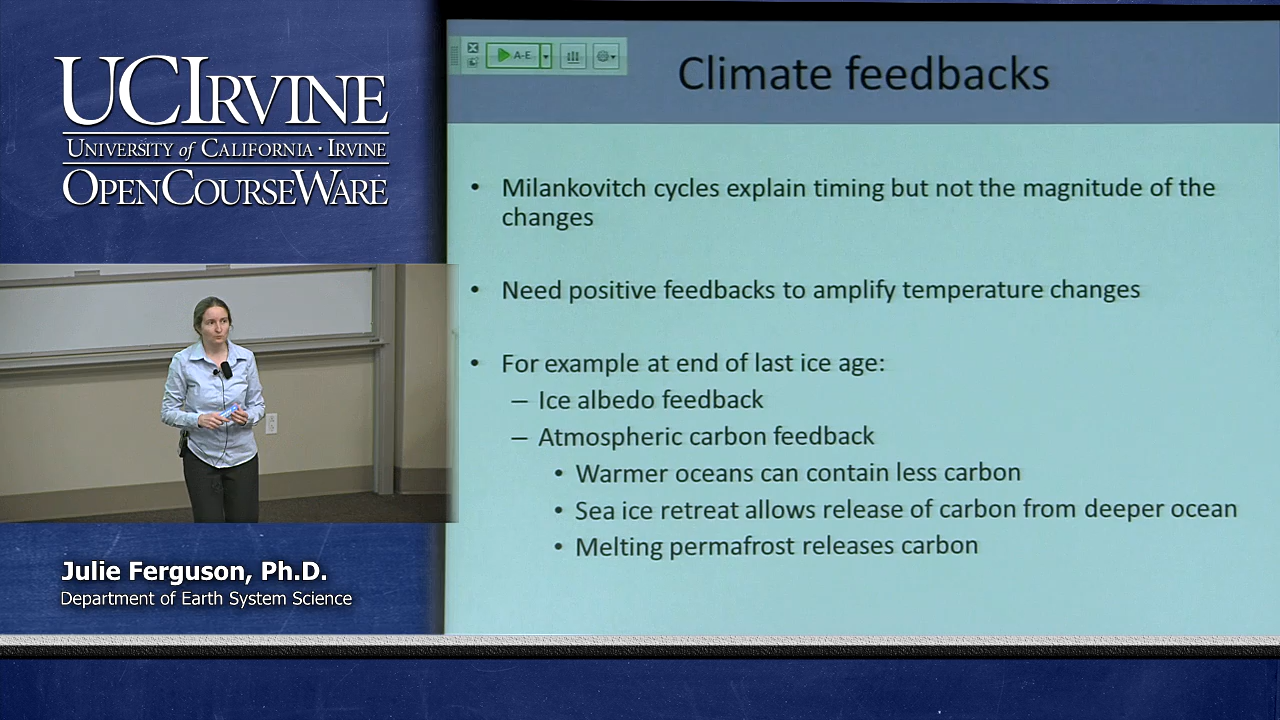 UCIRVINE
UNIVERSITY of CALIFORNIA · IRVINE
OPENCOURSEWARE
Julie Ferguson, Ph.D.
Department of Earth System Science
A-E
Climate feedbacks
• Milankovitch cycles explain timing but not the magnitude of the
changes
• Need positive feedbacks to amplify temperature changes
• For example at end of last ice age:
– Ice albedo feedback
– Atmospheric carbon feedback
• Warmer oceans can contain less carbon
• Sea ice retreat allows release of carbon from deeper ocean
• Melting permafrost releases carbon